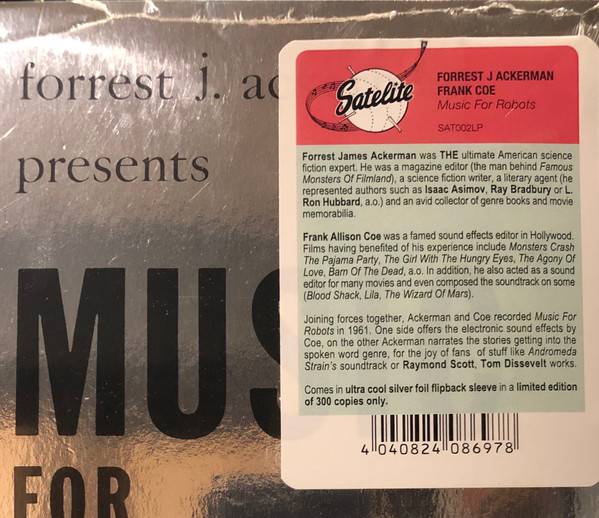 forrest j. ac
presents
MUS
FOR
Satelite
FORREST J ACKERMAN
FRANK COE
Music For Robots
SAT002LP
Forrest James Ackerman was THE ultimate American science
fiction expert. He was a magazine editor (the man behind Famous
Monsters Of Filmland), a science fiction writer, a literary agent (he
represented authors such as Isaac Asimov, Ray Bradbury or L.
Ron Hubbard, a.o.) and an avid collector of genre books and movie
memorabilia.
Frank Allison Coe was a famed sound effects editor in Hollywood.
Films having benefited of his experience include Monsters Crash
The Pajama Party, The Girl With The Hungry Eyes, The Agony Of
Love, Barn Of The Dead, a.o. In addition, he also acted as a sound
editor for many movies and even composed the soundtrack on some
(Blood Shack, Lila, The Wizard Of Mars).
Joining forces together, Ackerman and Coe recorded Music For
Robots in 1961. One side offers the electronic sound effects by
Coe, on the other Ackerman narrates the stories getting into the
spoken word genre, for the joy of fans of stuff like Andromeda
Strain's soundtrack or Raymond Scott, Tom Dissevelt works.
Comes in ultra cool silver foil flipback sleeve in a limited edition
of 300 copies only.
4 040824 086978